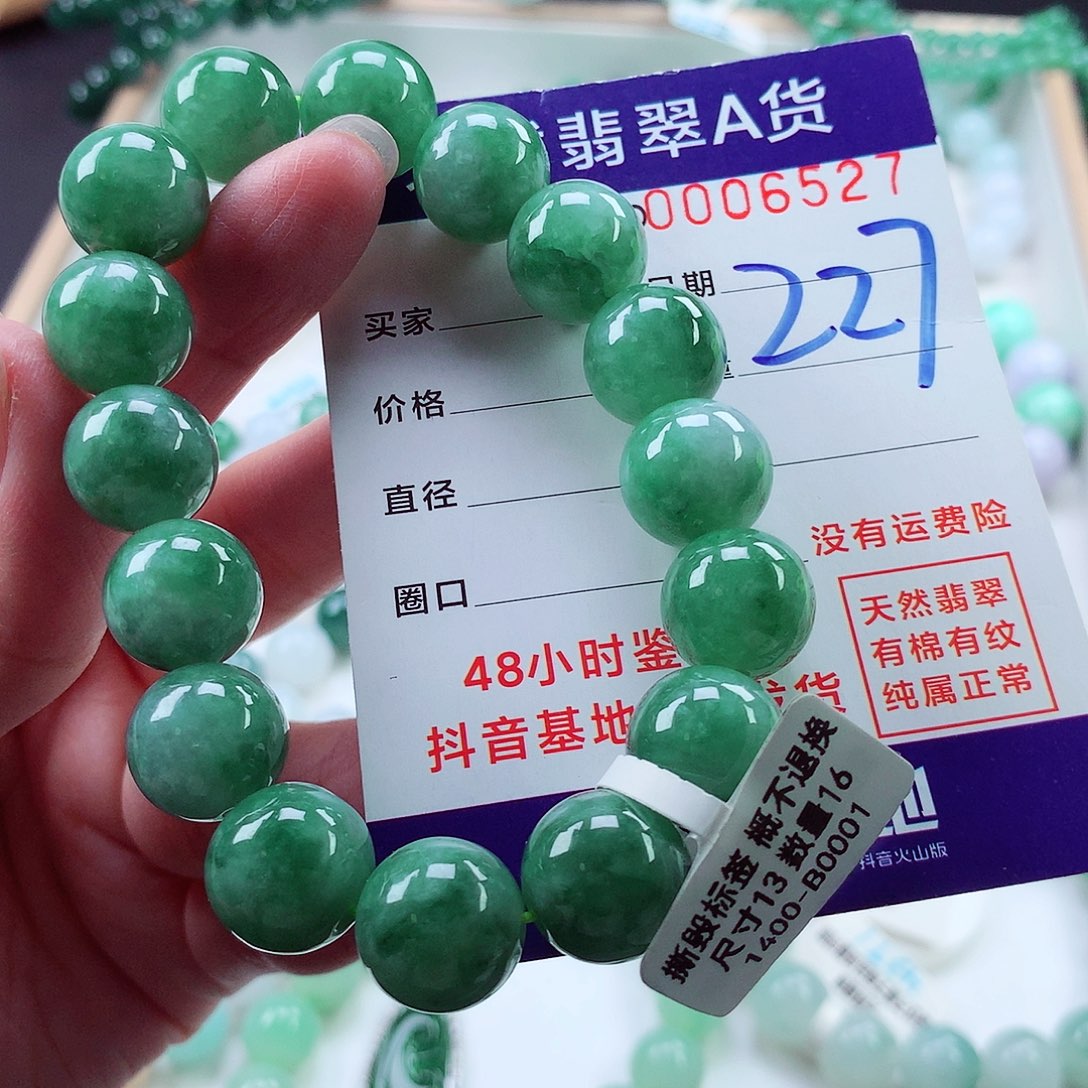 翡翠A货
0006527
买家 日期
227
价格
直径
圈口
没有运费险
天然翡翠
有棉有纹
纯属正常
48小时鉴
抖音基地 货
抖音火山版
撕毁标签 概不退换
尺寸13 数量16
1400-B0001